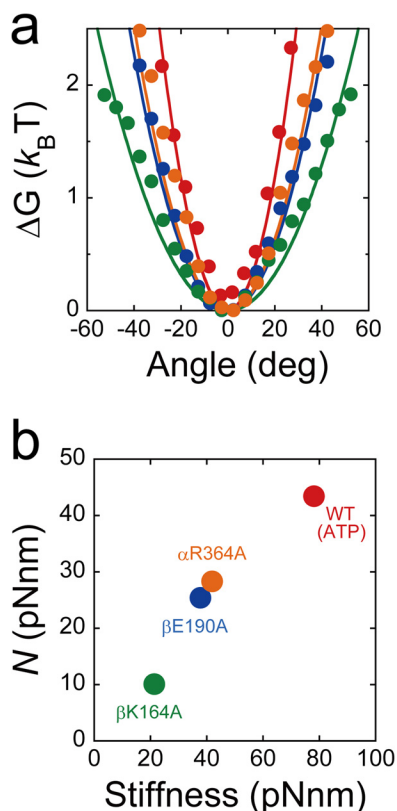 a
ΔG (k_BT)
2
1
0
-60 -40 -20 0 20 40 60
Angle (deg)
b
N (pNnm)
50
40
30
20
10
0
WT
(ATP)
αR364A
βE190A
βK164A
0 20 40 60 80 100
Stiffness (pNnm)